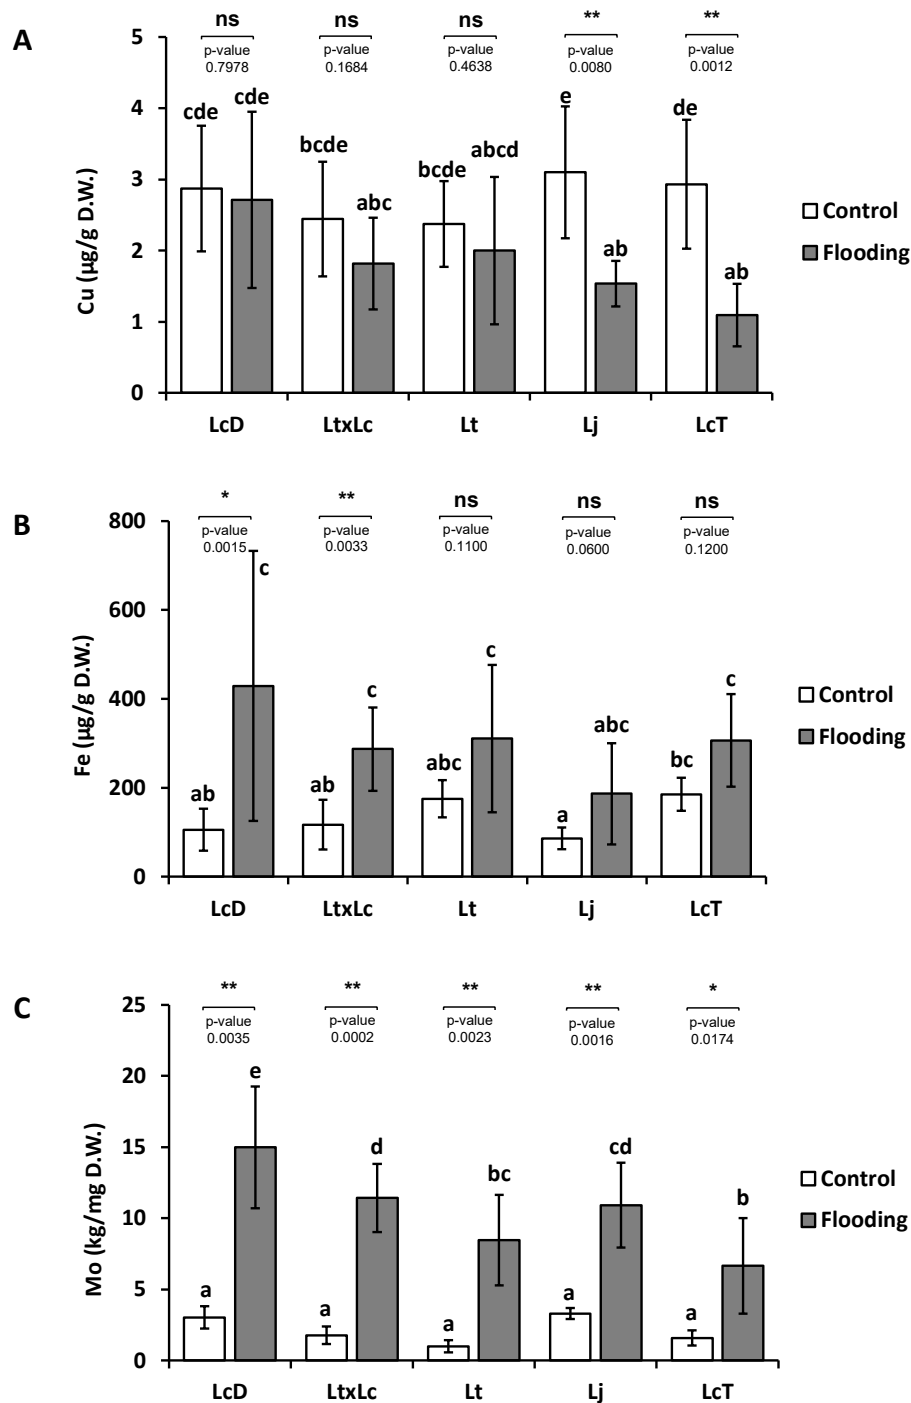 A
ns ns ns ** **
p-value p-value p-value p-value p-value
0.7978 0.1684 0.4638 0.0080 0.0012
Cu (µg/g D.W.)
5
4
3
2
1
0
cde cde bcde abc bcde abcd e ab de ab
LcD LtxLc Lt Lj LcT
Control
Flooding
B
* ** ns ns ns
p-value p-value p-value p-value p-value
0.0015 0.0033 0.1100 0.0600 0.1200
Fe (µg/g D.W.)
800
600
400
200
0
ab c ab c abc c a abc bc c
LcD LtxLc Lt Lj LcT
Control
Flooding
C
** ** ** ** *
p-value p-value p-value p-value p-value
0.0035 0.0002 0.0023 0.0016 0.0174
Mo (kg/mg D.W.)
25
20
15
10
5
0
a e a d a bc a cd a b
LcD LtxLc Lt Lj LcT
Control
Flooding